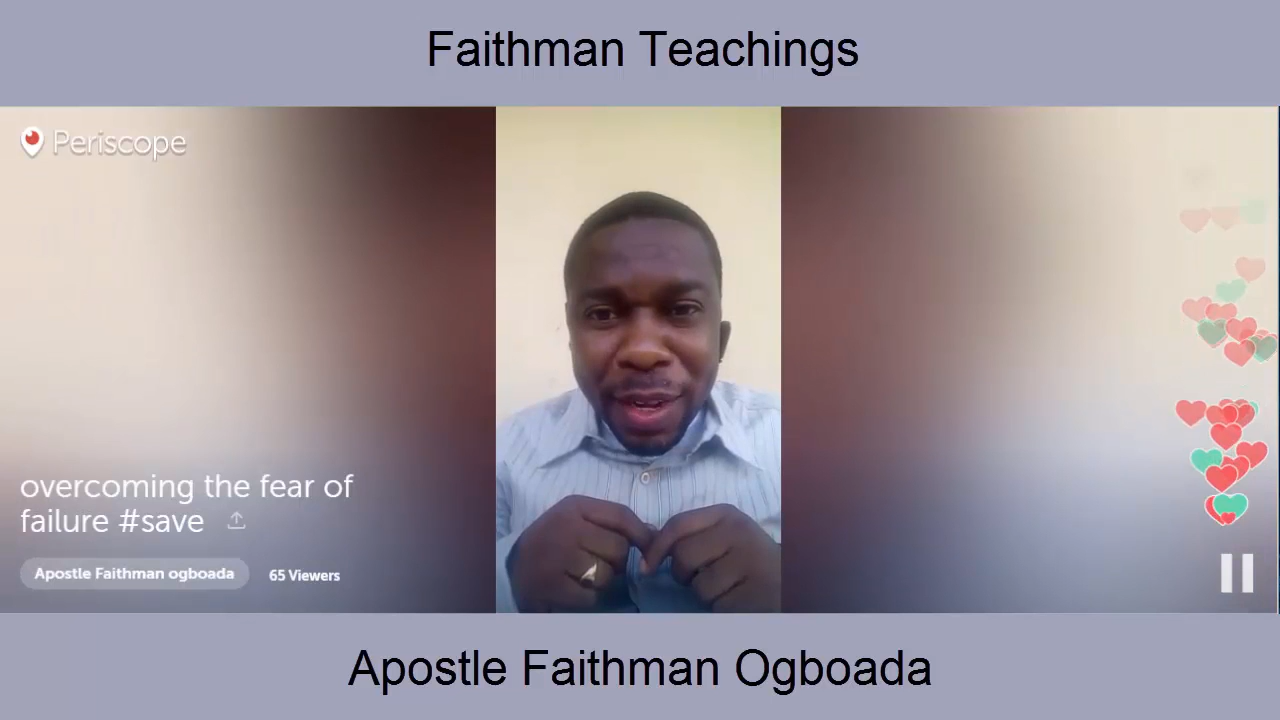 Faithman Teachings
Periscope
overcoming the fear of
failure #save
Apostle Faithman ogboada
65 Viewers
Apostle Faithman Ogboada